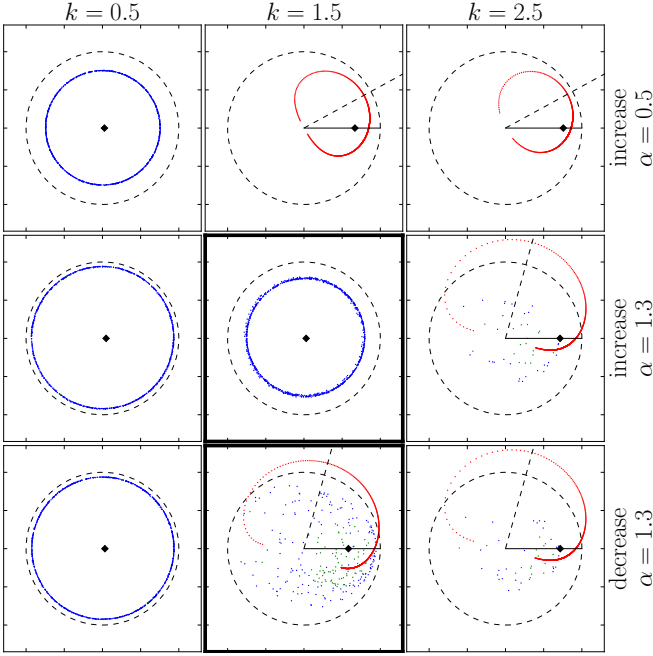 k = 0.5
k = 1.5
k = 2.5
increase
α = 0.5
increase
α = 1.3
decrease
α = 1.3